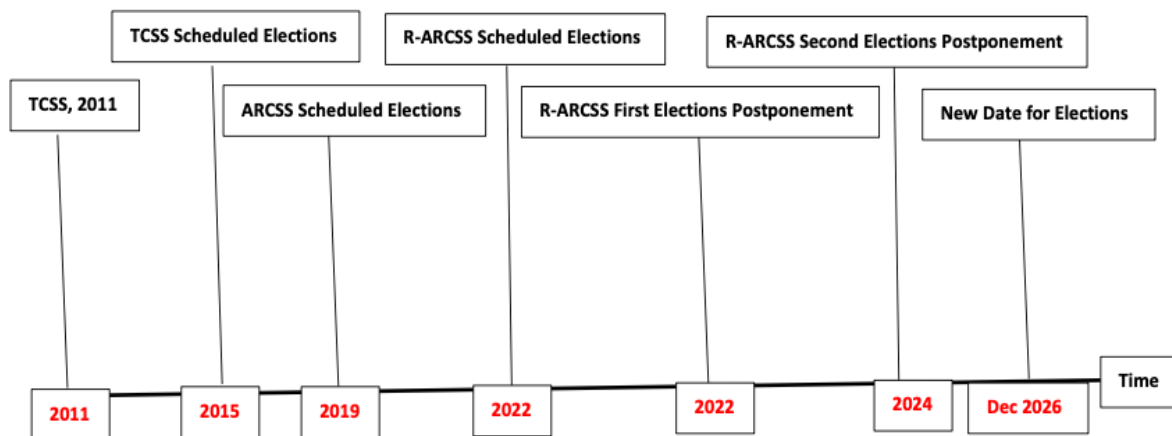 TCSS Scheduled Elections
R-ARCSS Scheduled Elections
R-ARCSS Second Elections Postponement
TCSS, 2011
ARCSS Scheduled Elections
R-ARCSS First Elections Postponement
New Date for Elections
Time
2011
2015
2019
2022
2022
2024
Dec 2026